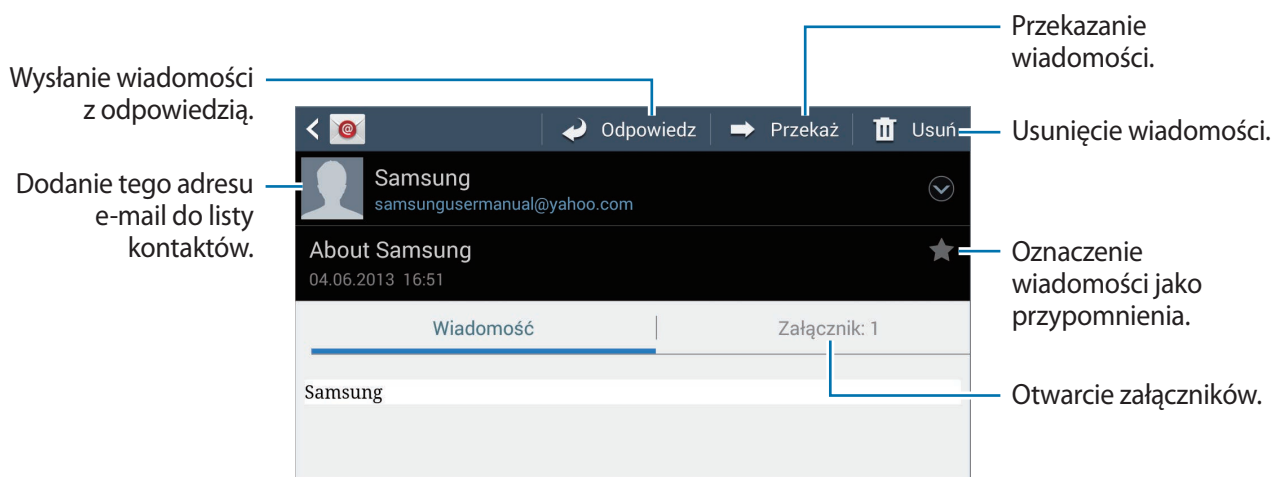 Przekazanie
wiadomości.
Wysłanie wiadomości
z odpowiedzią.
Odpowiedz
Przekaż
Usuń
Usunięcie wiadomości.
Dodanie tego adresu
e-mail do listy
kontaktów.
Samsung
samsungusermanual@yahoo.com
About Samsung
04.06.2013 16:51
Oznaczenie
wiadomości jako
przypomnienia.
Wiadomość
Załącznik: 1
Samsung
Otwarcie załączników.